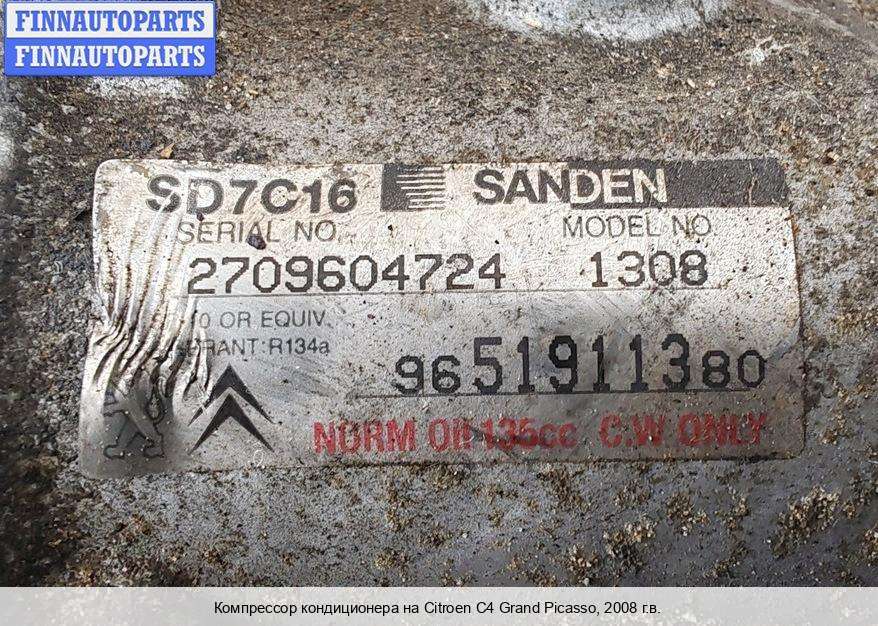 FINNAUTOPARTS
FINNAUTOPARTS
SD7C16 SANDEN
SERIAL NO. MODEL NO.
2709604724 1308
OR EQUIV.
R134a
9651911380
NORM OIL 135cc C.W ONLY
Компрессор кондиционера на Citroen C4 Grand Picasso, 2008 г.в.